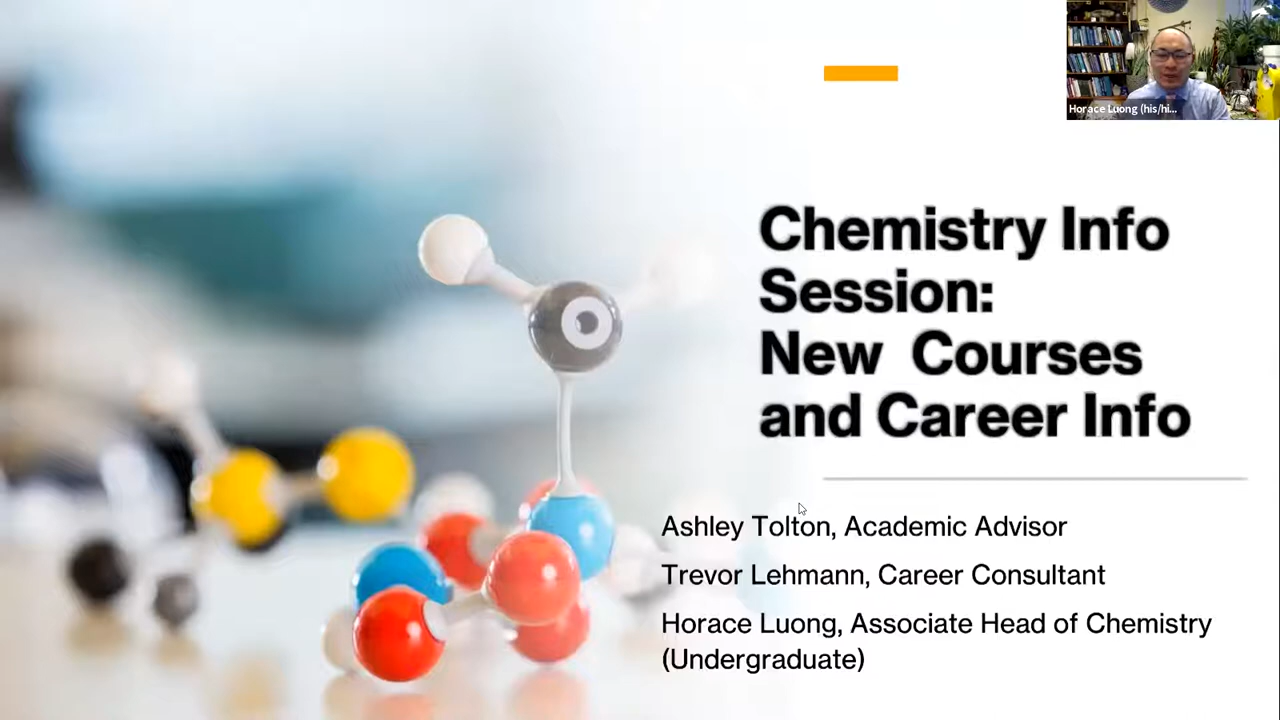 Horace Luong (his/hi...
Chemistry Info
Session:
New Courses
and Career Info
Ashley Tolton, Academic Advisor
Trevor Lehmann, Career Consultant
Horace Luong, Associate Head of Chemistry
(Undergraduate)